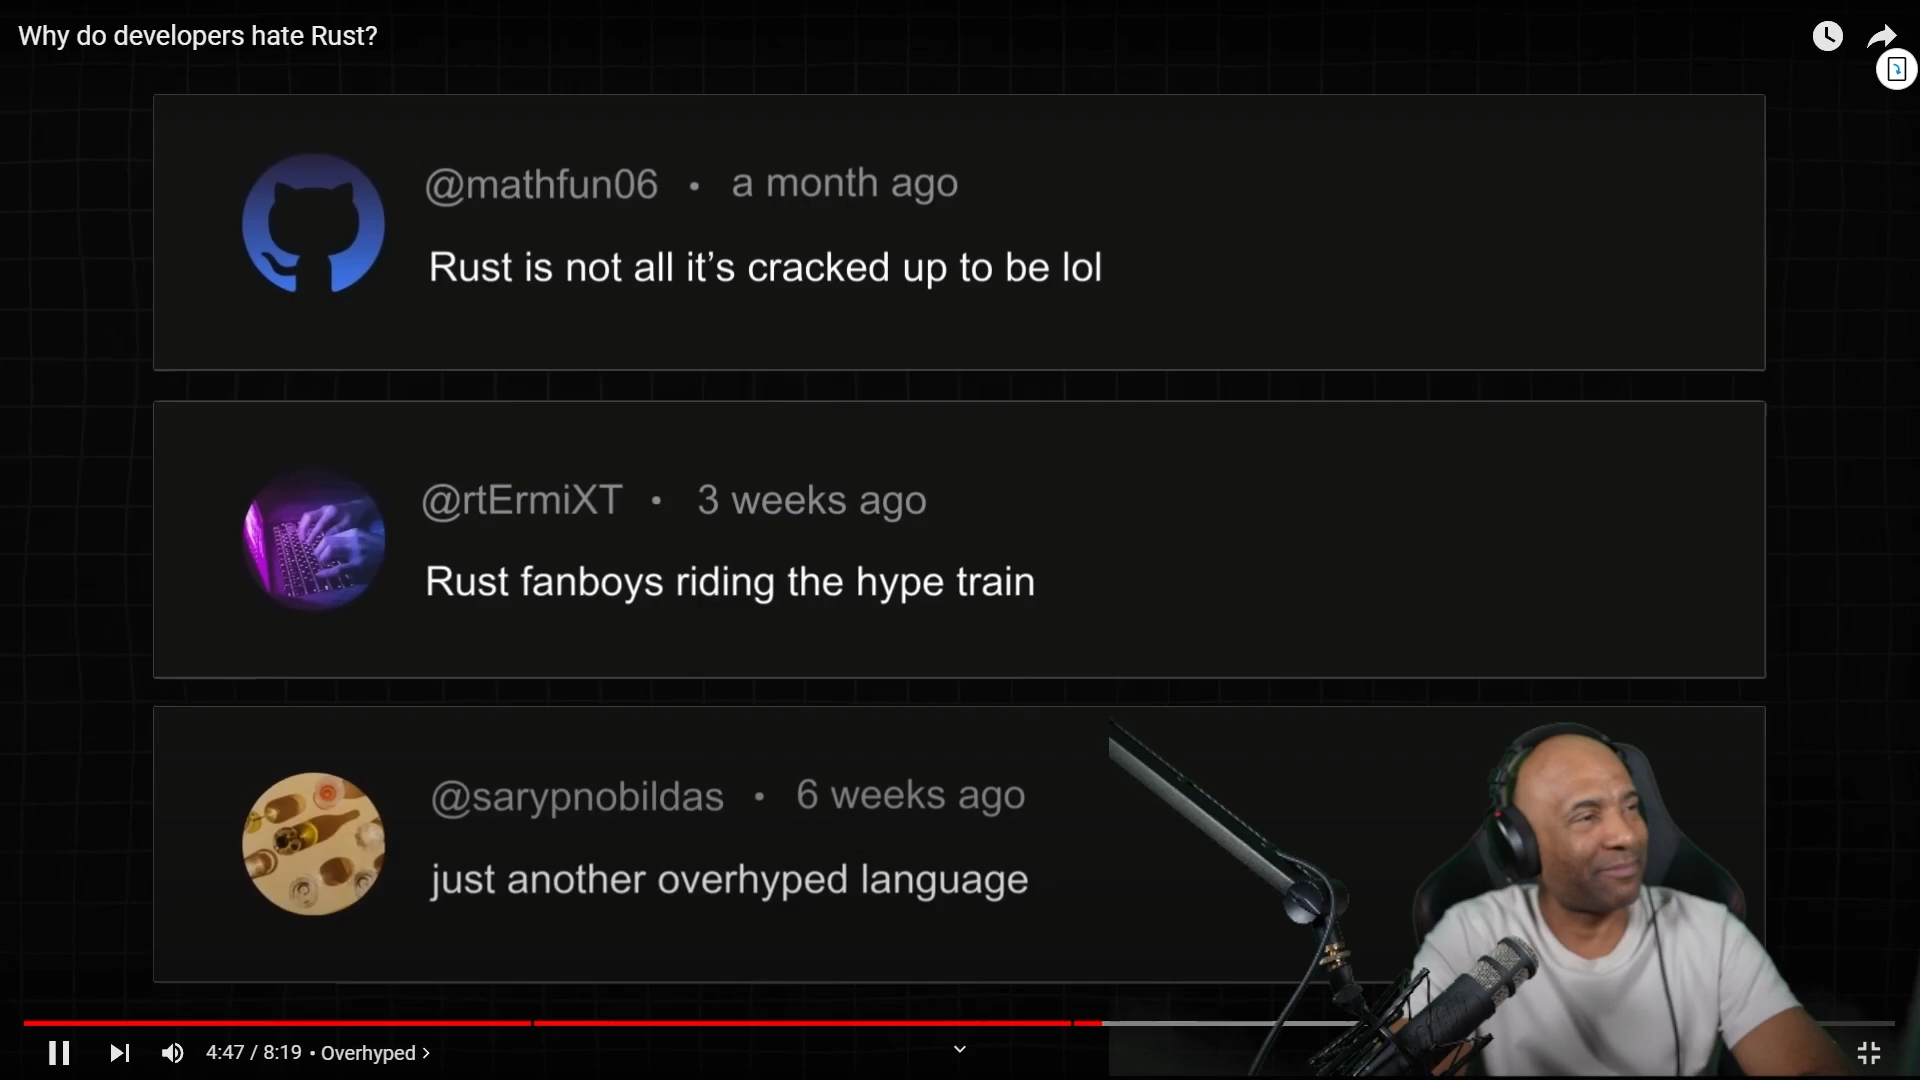 Why do developers hate Rust?
@mathfun06 • a month ago
Rust is not all it’s cracked up to be lol
@rtErmiXT • 3 weeks ago
Rust fanboys riding the hype train
@sarypnobildas • 6 weeks ago
just another overhyped language
4:47 / 8:19 • Overhyped >